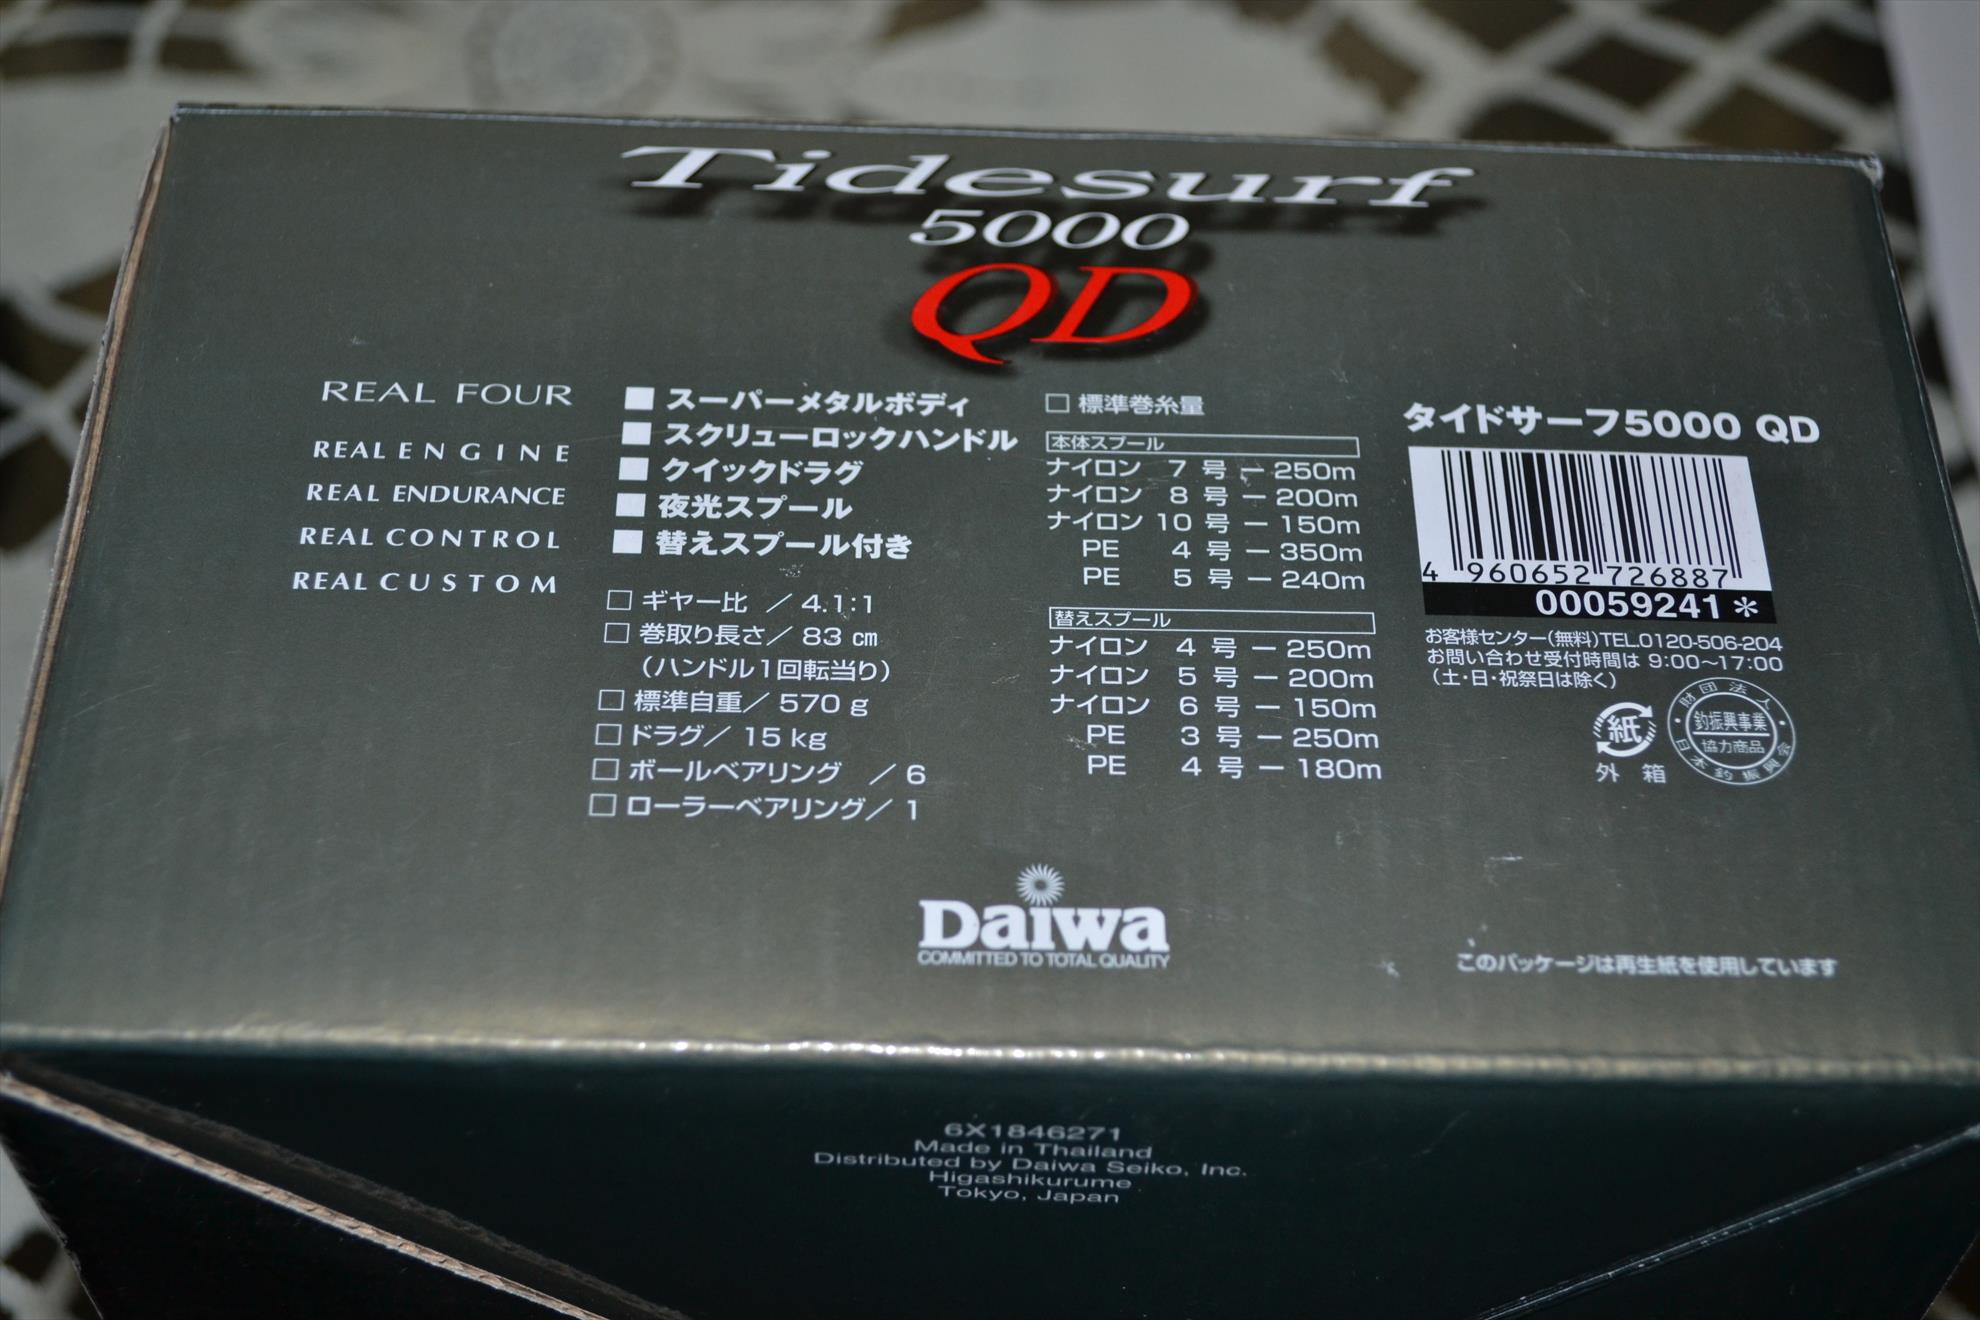 Tidesurf
5000
QD
REAL FOUR
REAL ENGINE
REAL ENDURANCE
REAL CONTROL
REAL CUSTOM
■ スーパーメタルボディ
■ スクリューロックハンドル
■ クイックドラグ
■ 夜光スプール
■ 替えスプール付き
□ ギヤー比 ／ 4.1：1
□ 巻取り長さ／ 83 ㎝
（ハンドル1回転当り）
□ 標準自重／ 570 g
□ ドラグ／ 15 kg
□ ボールベアリング ／ 6
□ ローラーベアリング／ 1
□ 標準巻糸量
本体スプール
ナイロン 7 号 － 250m
ナイロン 8 号 － 200m
ナイロン 10 号 － 150m
PE 4 号 － 350m
PE 5 号 － 240m
替えスプール
ナイロン 4 号 － 250m
ナイロン 5 号 － 200m
ナイロン 6 号 － 150m
PE 3 号 － 250m
PE 4 号 － 180m
タイドサーフ5000 QD
4 960652 726887
00059241＊
お客様センター（無料）TEL.0120-506-204
お問い合わせ受付時間は 9:00～17:00
（土・日・祝祭日は除く）
紙
外 箱
財団法人
釣振興事業
協力商品
日本釣振興会
Daiwa
COMMITTED TO TOTAL QUALITY
このパッケージは再生紙を使用しています
6X1846271
Made in Thailand
Distributed by Daiwa Seiko, Inc.
Higashikurume
Tokyo, Japan